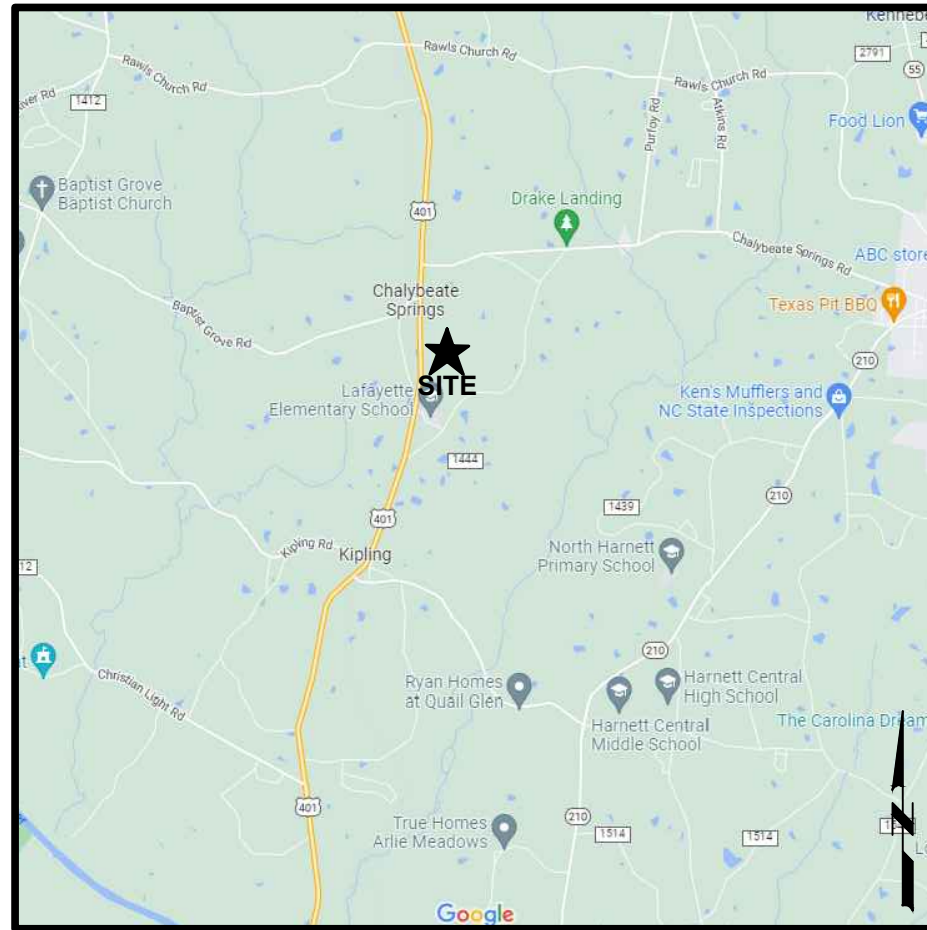 Rawls Church Rd
2791
Rawls Church Rd
Rawls Church Rd
55
1412
Purfoy Rd
Atkins Rd
Food Lion
Baptist Grove
Baptist Church
Drake Landing
401
Chalybeate Springs Rd
ABC store
Chalybeate
Springs
Texas Pit BBQ
Baptist Grove Rd
210
SITE
Lafayette
Elementary School
Ken's Mufflers and
NC State Inspections
1444
210
1439
401
Kipling Rd
Kipling
North Harnett
Primary School
12
210
Christian Light Rd
Ryan Homes
at Quail Glen
Harnett Central
High School
Harnett Central
Middle School
The Carolina Dream
401
210
1514
1514
True Homes
Arlie Meadows
N
Google